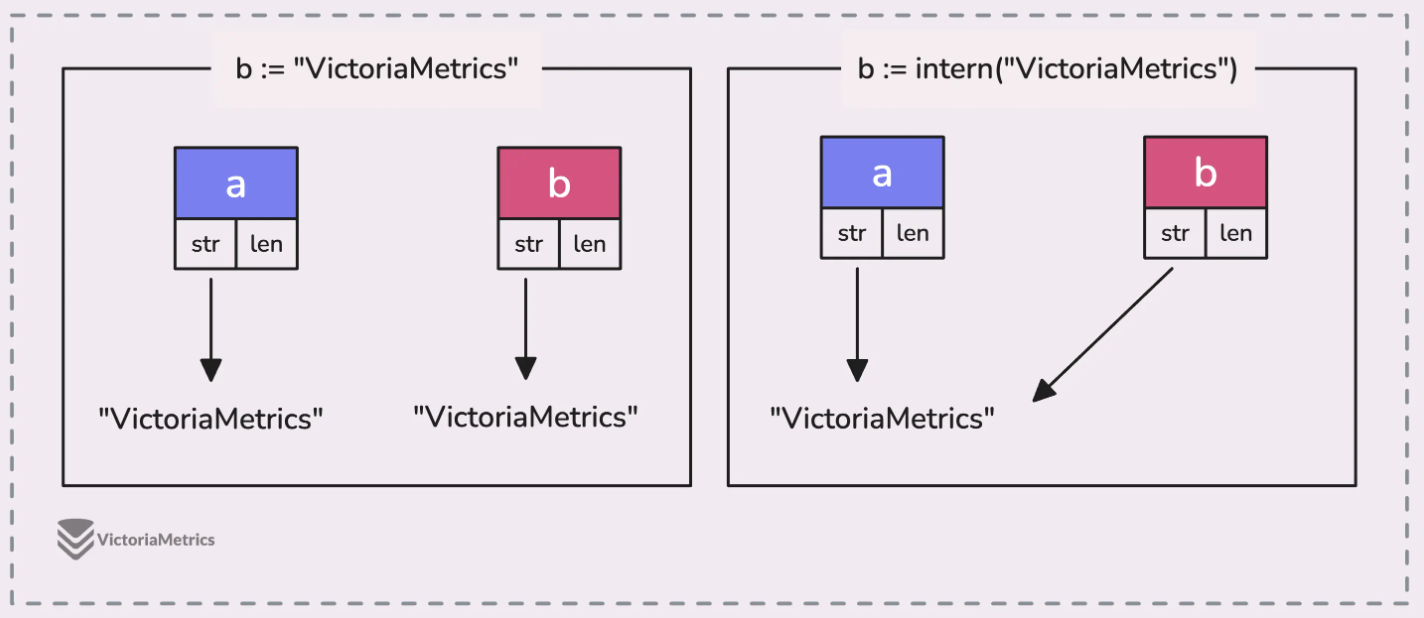 b := "VictoriaMetrics"
a
b
str
len
str
len
"VictoriaMetrics"
"VictoriaMetrics"
b := intern("VictoriaMetrics")
a
b
str
len
str
len
"VictoriaMetrics"
VictoriaMetrics